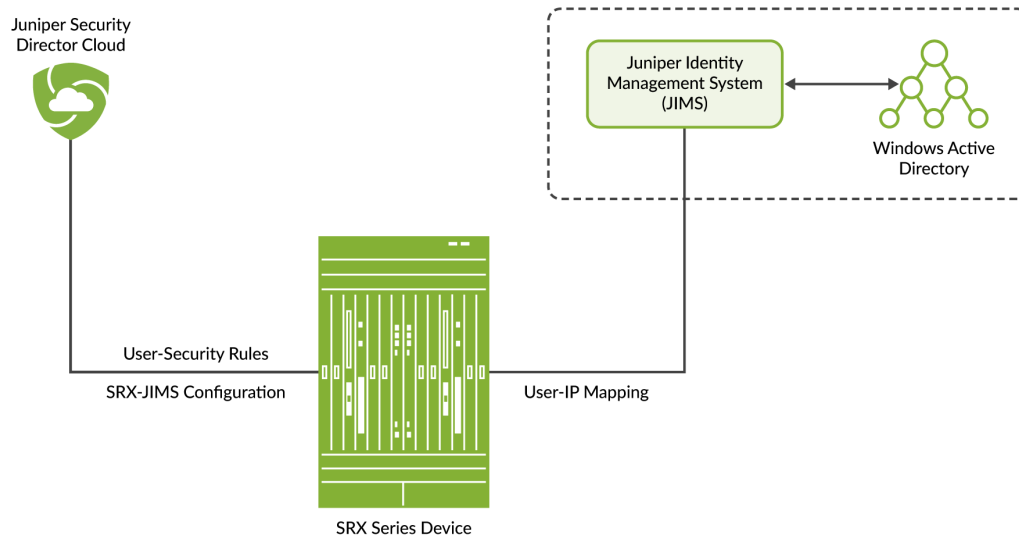 Juniper Security
Director Cloud
Juniper Identity
Management System
(JIMS)
Windows Active
Directory
User-Security Rules
SRX-JIMS Configuration
User-IP Mapping
SRX Series Device